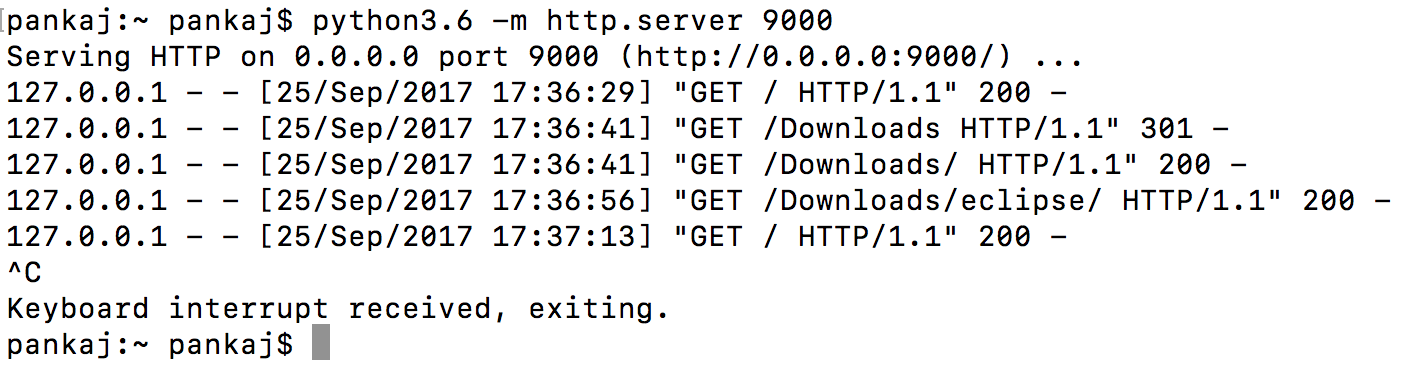 pankaj:~ pankaj$ python3.6 -m http.server 9000
Serving HTTP on 0.0.0.0 port 9000 (http://0.0.0.0:9000/) ...
127.0.0.1 - - [25/Sep/2017 17:36:29] "GET / HTTP/1.1" 200 -
127.0.0.1 - - [25/Sep/2017 17:36:41] "GET /Downloads HTTP/1.1" 301 -
127.0.0.1 - - [25/Sep/2017 17:36:41] "GET /Downloads/ HTTP/1.1" 200 -
127.0.0.1 - - [25/Sep/2017 17:36:56] "GET /Downloads/eclipse/ HTTP/1.1" 200 -
127.0.0.1 - - [25/Sep/2017 17:37:13] "GET / HTTP/1.1" 200 -
^C
Keyboard interrupt received, exiting.
pankaj:~ pankaj$